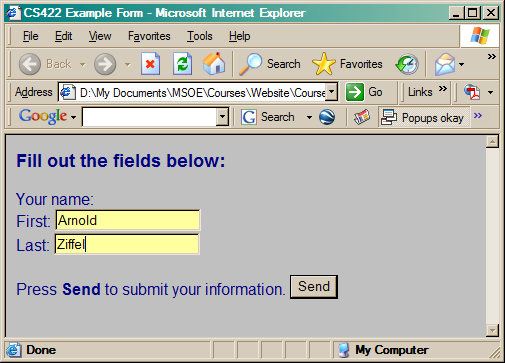 CS422 Example Form - Microsoft Internet Explorer
File Edit View Favorites Tools Help
Back Search Favorites
Address D:\My Documents\MSOE\Courses\Website\Course Go Links »
Google Search Popups okay »
Fill out the fields below:
Your name:
First: Arnold
Last: Ziffel
Press Send to submit your information. Send
Done My Computer